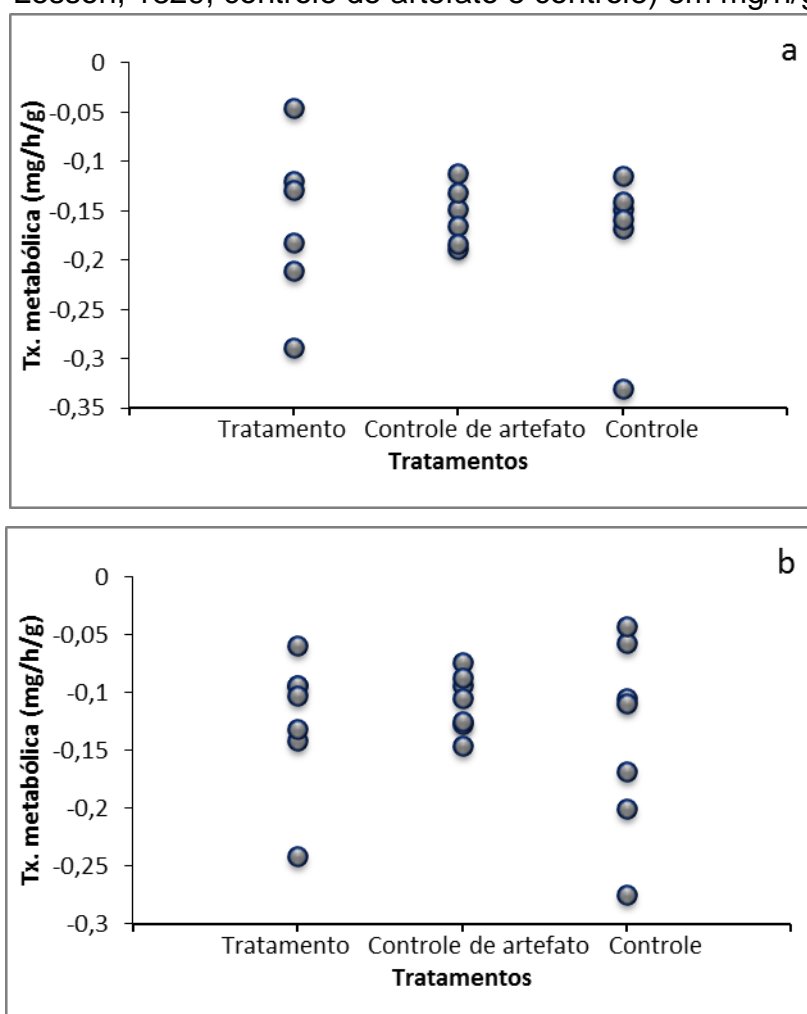 Lesson, 1820, controle de artefato e controle) em mg/h/g
a
0
-0,05
-0,1
-0,15
-0,2
-0,25
-0,3
-0,35
Tx. metabólica (mg/h/g)
Tratamento Controle de artefato Controle
Tratamentos
b
0
-0,05
-0,1
-0,15
-0,2
-0,25
-0,3
Tx. metabólica (mg/h/g)
Tratamento Controle de artefato Controle
Tratamentos